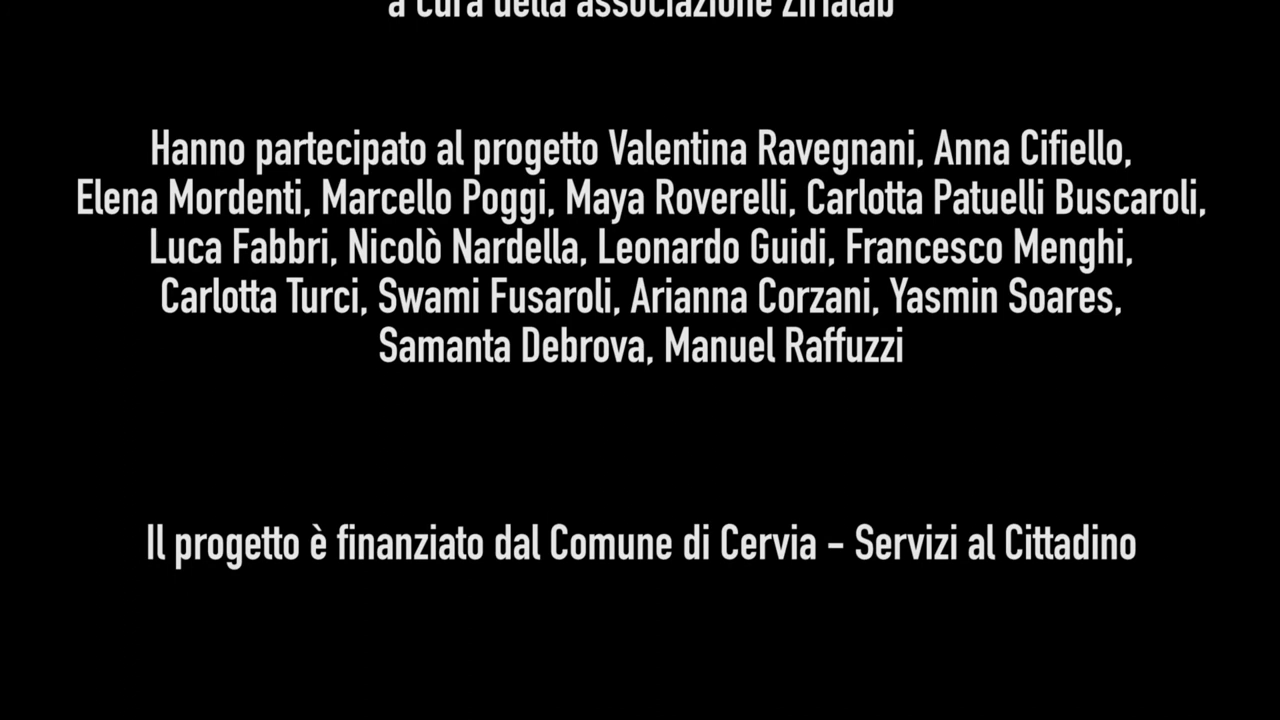 a cura della associazione zirialab
Hanno partecipato al progetto Valentina Ravegnani, Anna Cifiello,
Elena Mordenti, Marcello Poggi, Maya Roverelli, Carlotta Patuelli Buscaroli,
Luca Fabbri, Nicolò Nardella, Leonardo Guidi, Francesco Menghi,
Carlotta Turci, Swami Fusaroli, Arianna Corzani, Yasmin Soares,
Samanta Debrova, Manuel Raffuzzi
Il progetto è finanziato dal Comune di Cervia - Servizi al Cittadino